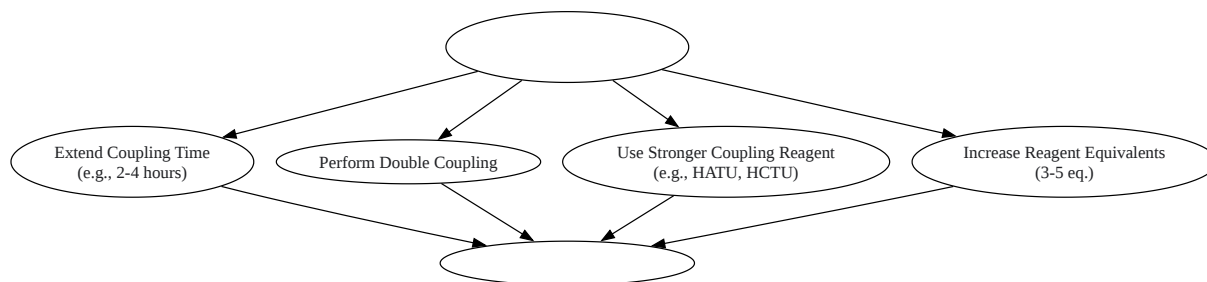 Extend Coupling Time
(e.g., 2-4 hours)
Perform Double Coupling
Use Stronger Coupling Reagent
(e.g., HATU, HCTU)
Increase Reagent Equivalents
(3-5 eq.)